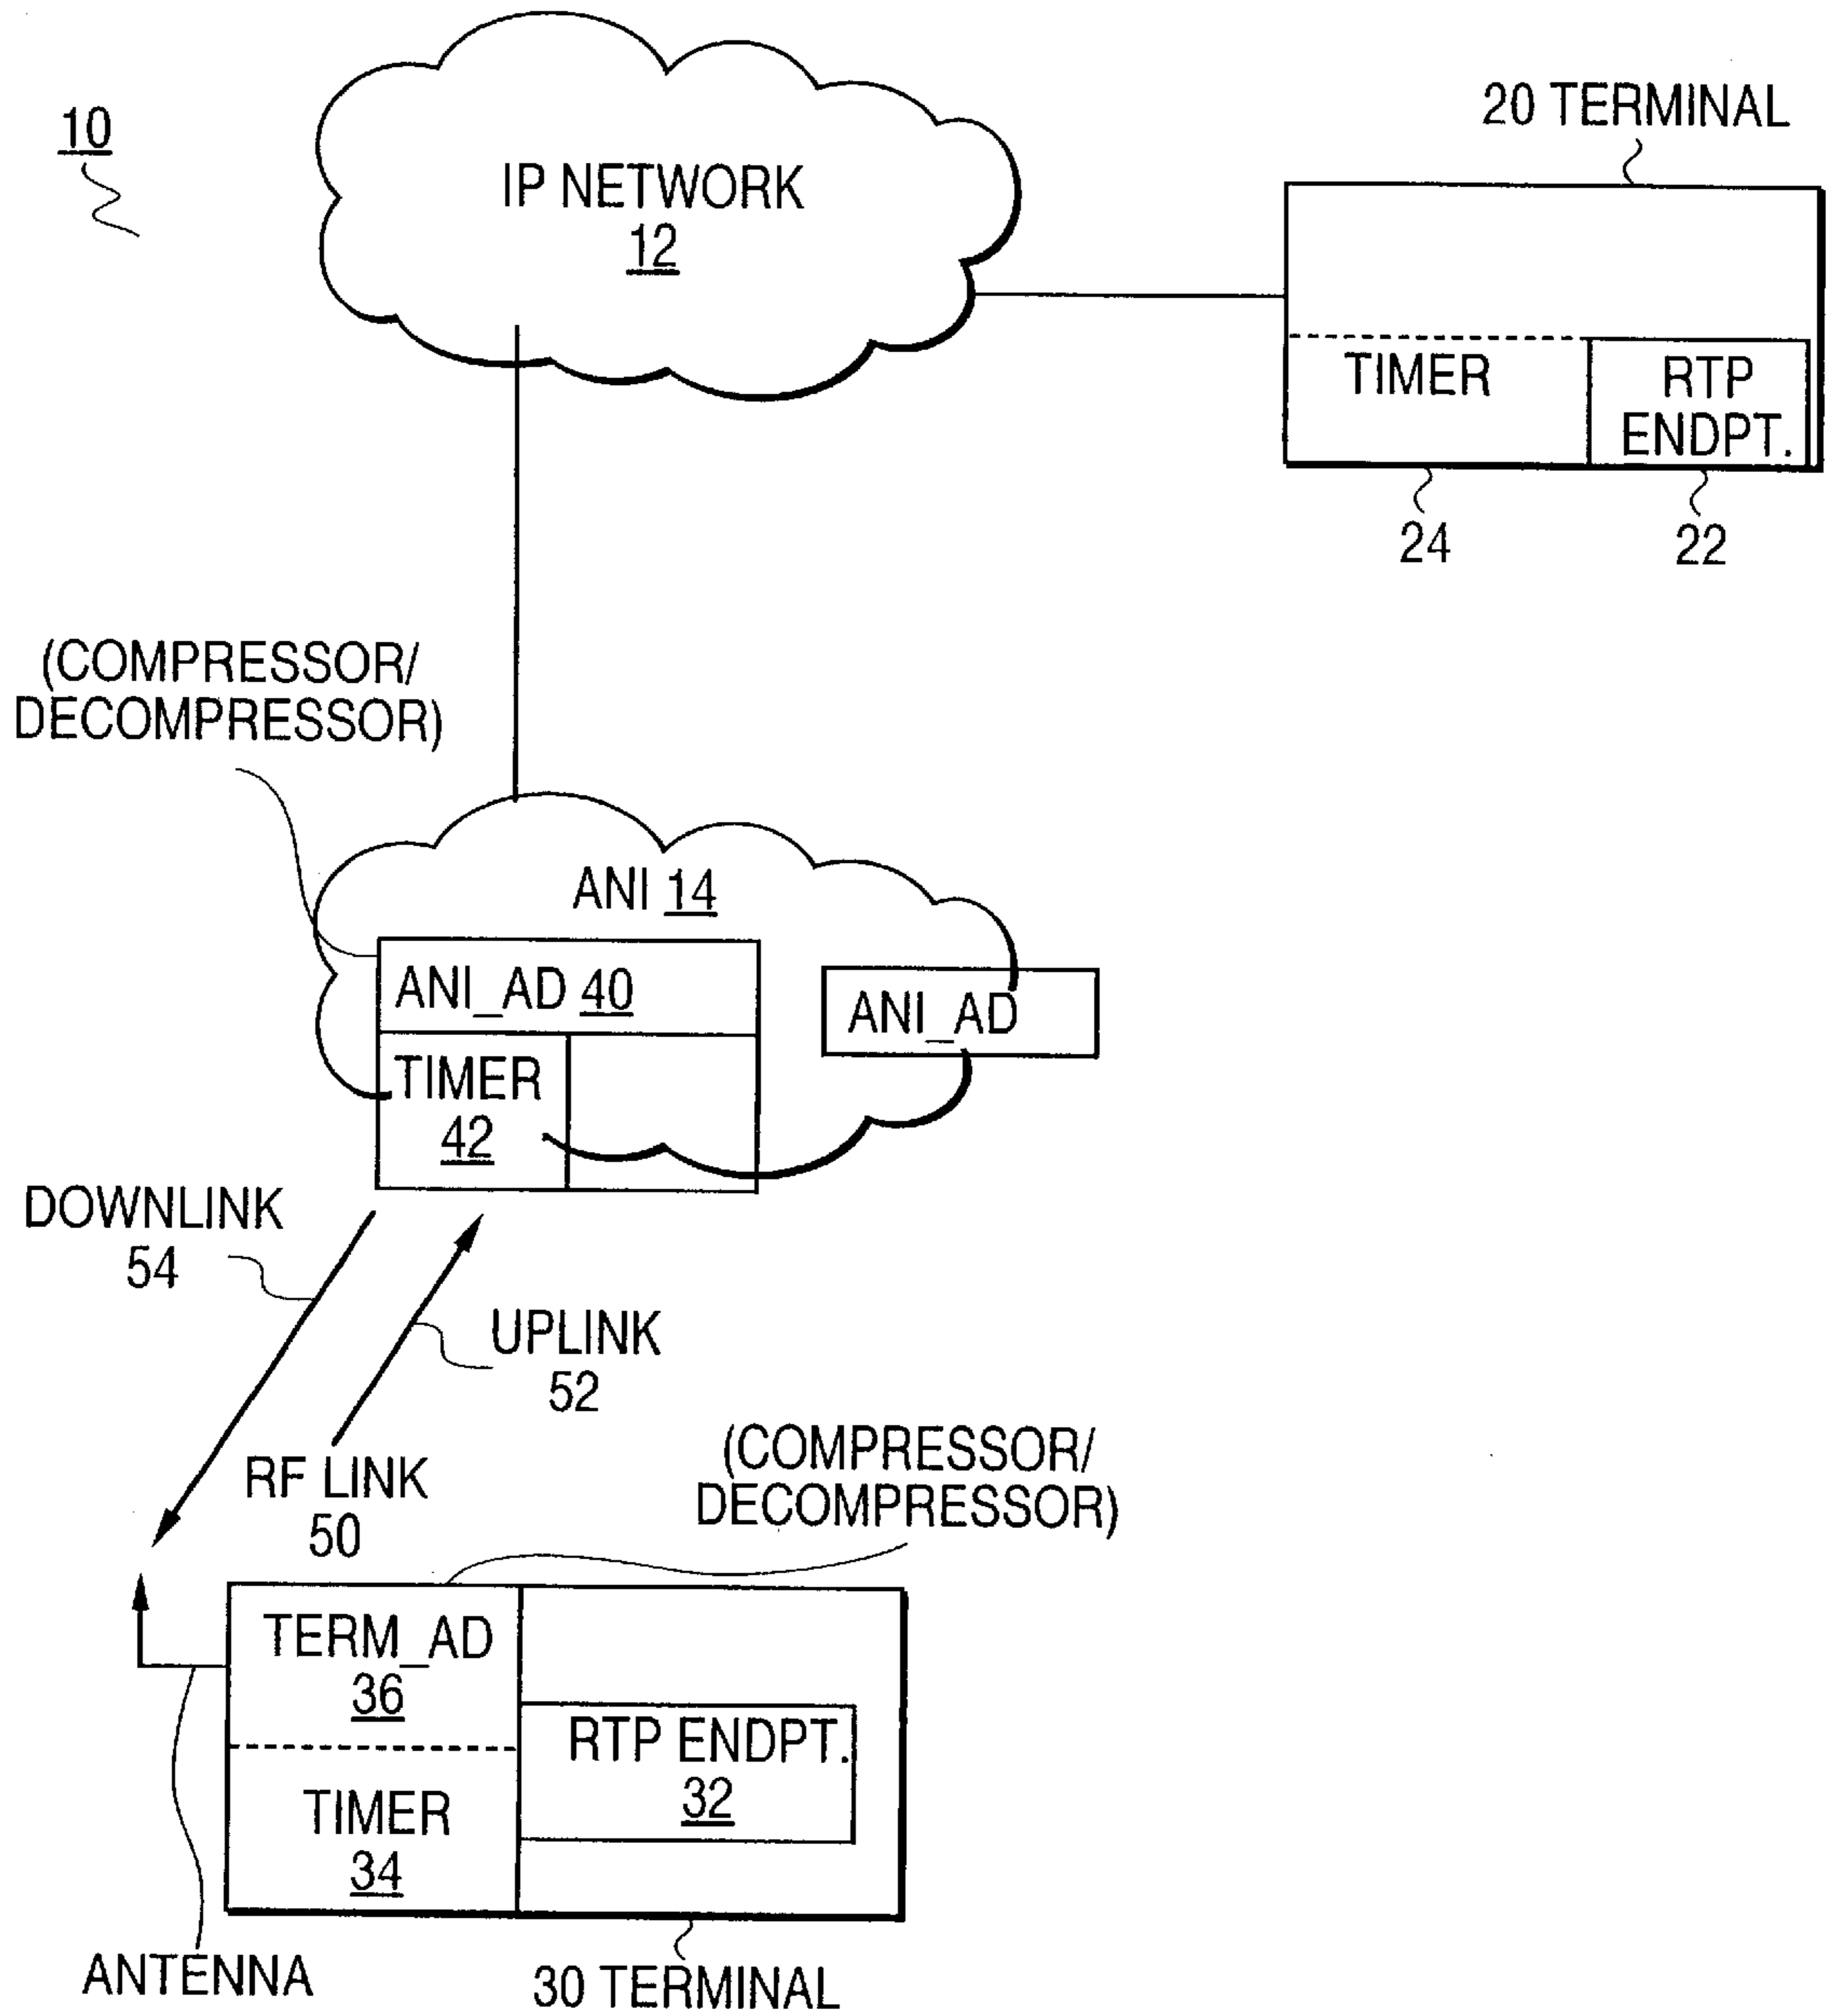 10
IP NETWORK
12
20 TERMINAL
TIMER
RTP
ENDPT.
24
22
(COMPRESSOR/
DECOMPRESSOR)
ANI 14
ANI_AD 40
ANI_AD
TIMER
42
DOWNLINK
54
UPLINK
52
RF LINK
50
(COMPRESSOR/
DECOMPRESSOR)
TERM_AD
36
RTP ENDPT.
32
TIMER
34
ANTENNA
30 TERMINAL